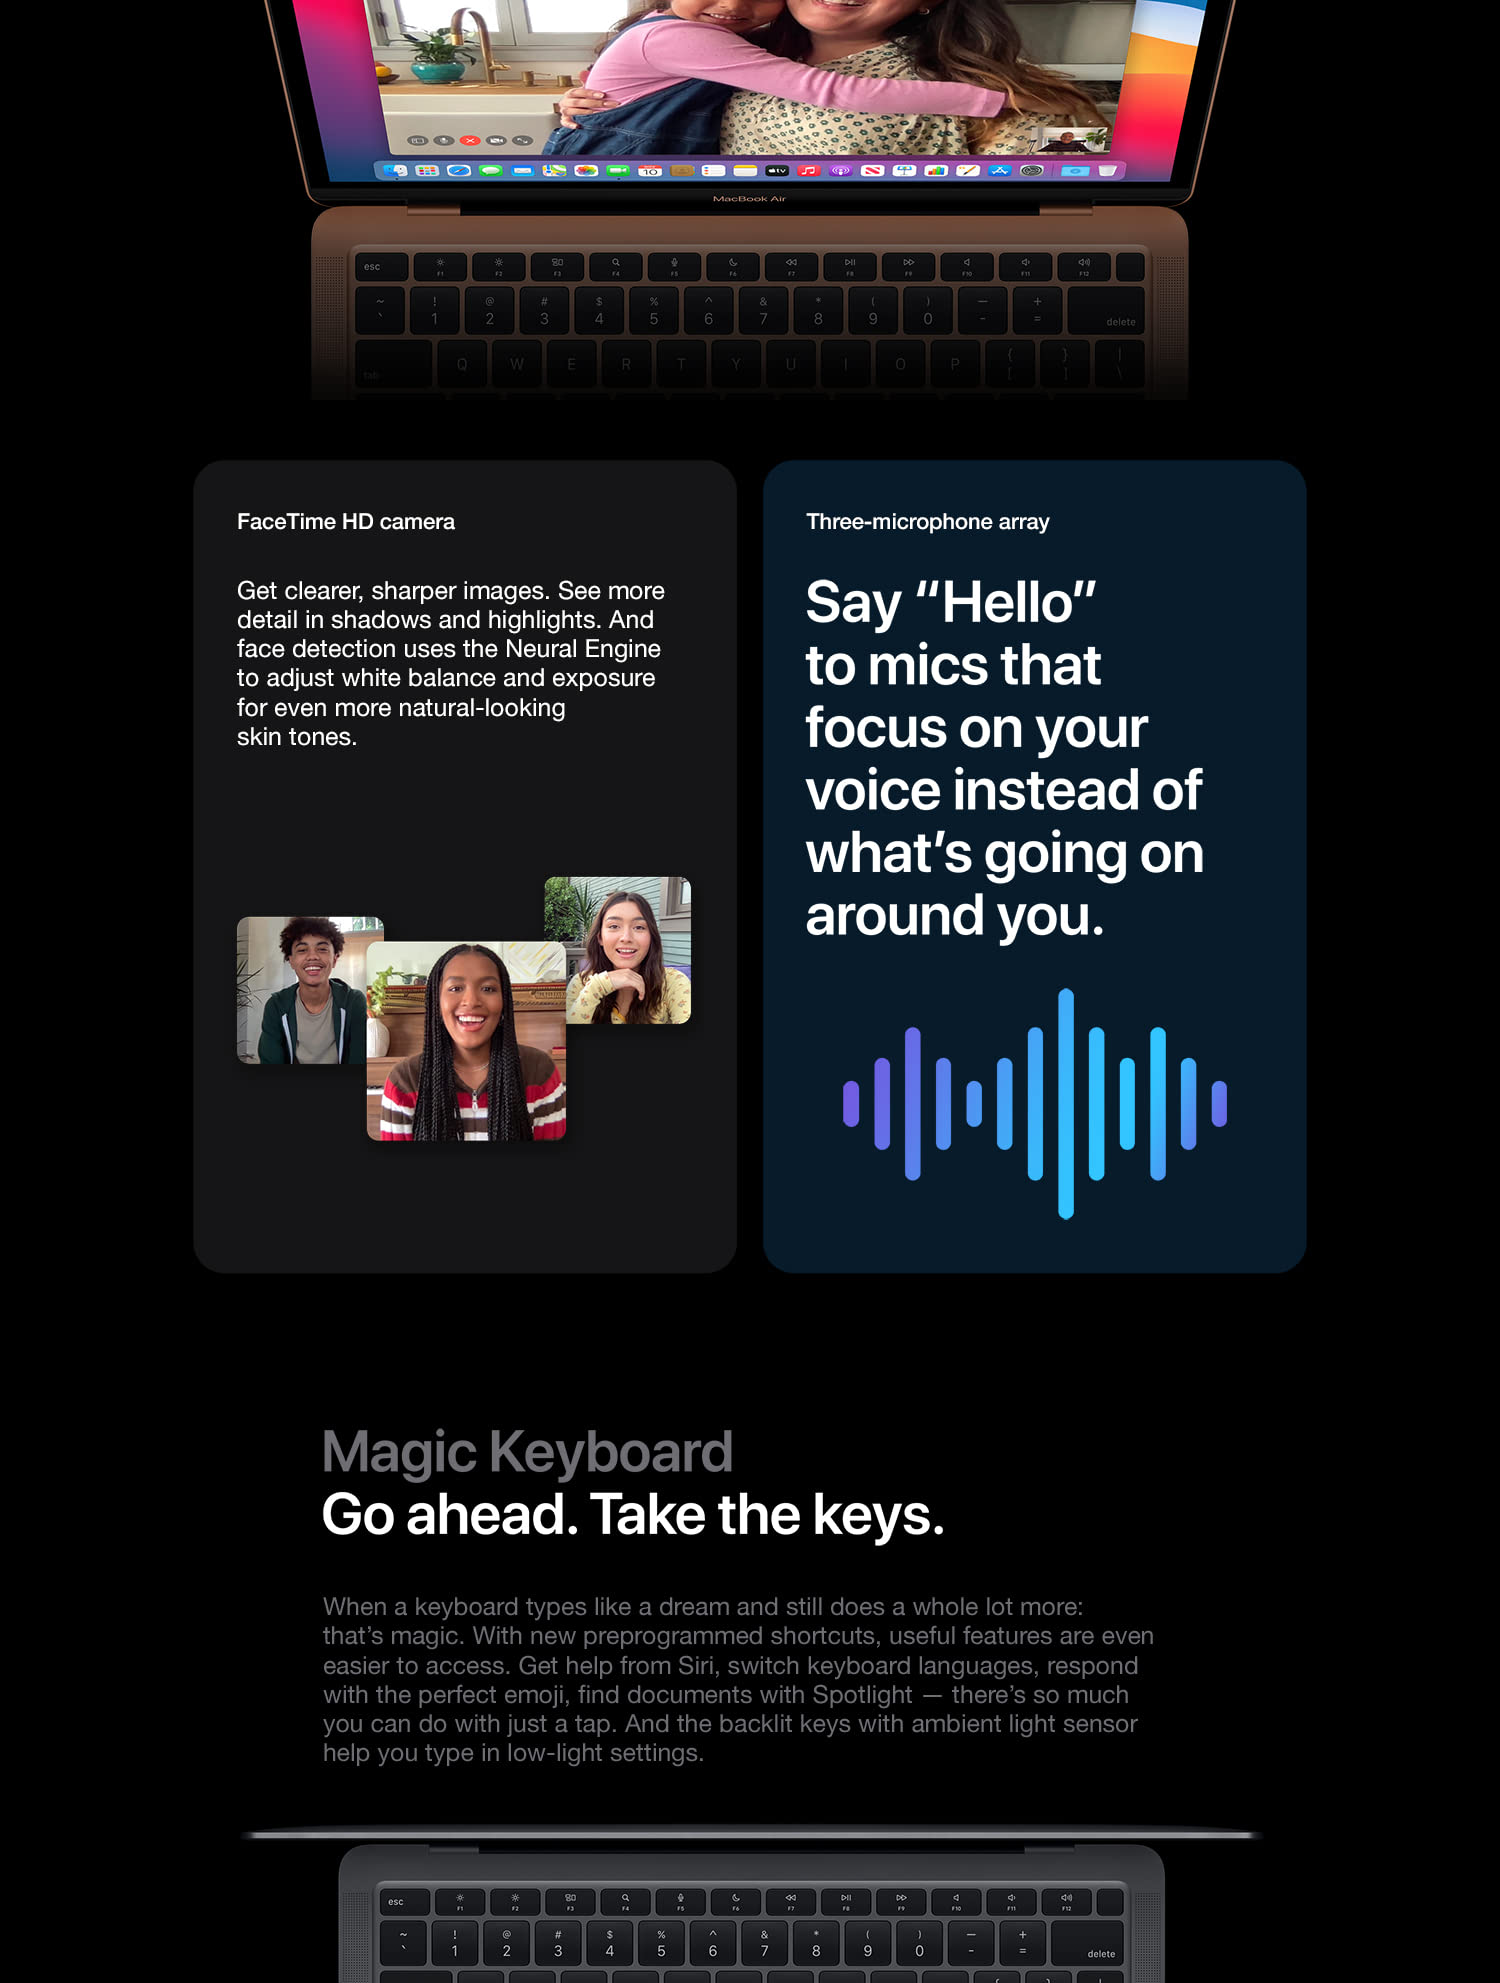 10
tv
MacBook Air
esc F1 F2 F3 F4 F5 F6 F7 F8 F9 F10 F11 F12
~ ! @ # $ % ^ & * ( ) — +
` 1 2 3 4 5 6 7 8 9 0 - = delete
tab Q W E R T Y U I O P { } |
[ ] \
FaceTime HD camera
Get clearer, sharper images. See more
detail in shadows and highlights. And
face detection uses the Neural Engine
to adjust white balance and exposure
for even more natural-looking
skin tones.
Three-microphone array
Say “Hello”
to mics that
focus on your
voice instead of
what’s going on
around you.
Magic Keyboard
Go ahead. Take the keys.
When a keyboard types like a dream and still does a whole lot more:
that’s magic. With new preprogrammed shortcuts, useful features are even
easier to access. Get help from Siri, switch keyboard languages, respond
with the perfect emoji, find documents with Spotlight — there’s so much
you can do with just a tap. And the backlit keys with ambient light sensor
help you type in low-light settings.
esc F1 F2 F3 F4 F5 F6 F7 F8 F9 F10 F11 F12
~ ! @ # $ % ^ & * ( ) — +
` 1 2 3 4 5 6 7 8 9 0 - = delete
{ } |